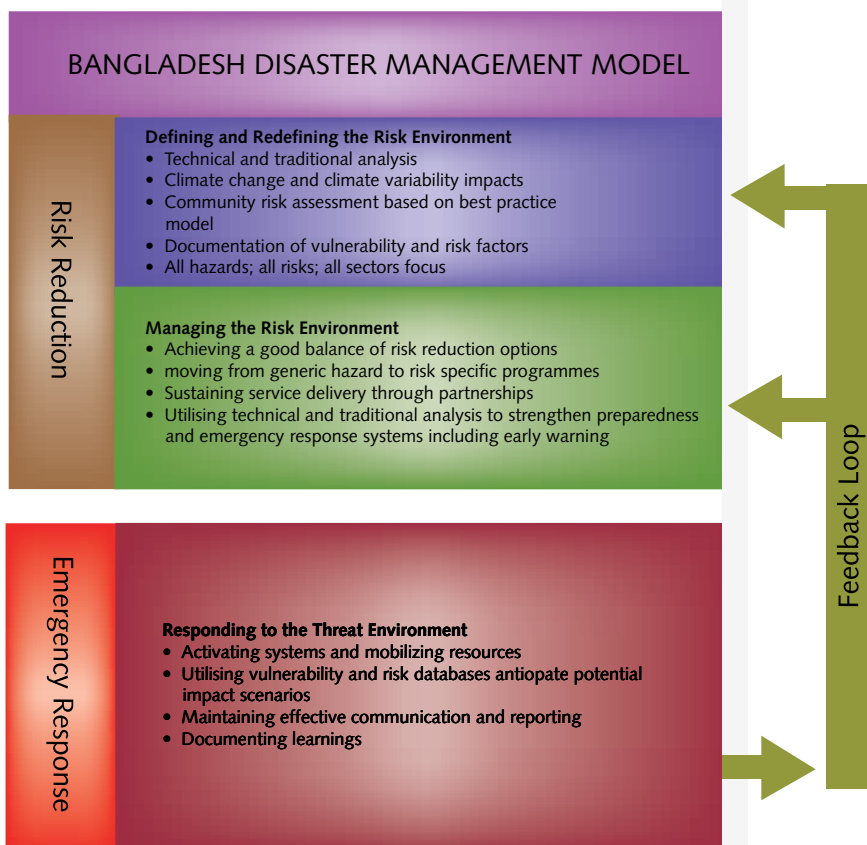 BANGLADESH DISASTER MANAGEMENT MODEL
Risk Reduction
Defining and Redefining the Risk Environment
• Technical and traditional analysis
• Climate change and climate variability impacts
• Community risk assessment based on best practice
model
• Documentation of vulnerability and risk factors
• All hazards; all risks; all sectors focus
Managing the Risk Environment
• Achieving a good balance of risk reduction options
• moving from generic hazard to risk specific programmes
• Sustaining service delivery through partnerships
• Utilising technical and traditional analysis to strengthen preparedness
and emergency response systems including early warning
Emergency Response
Responding to the Threat Environment
• Activating systems and mobilizing resources
• Utilising vulnerability and risk databases antiopate potential
impact scenarios
• Maintaining effective communication and reporting
• Documenting learnings
Feedback Loop